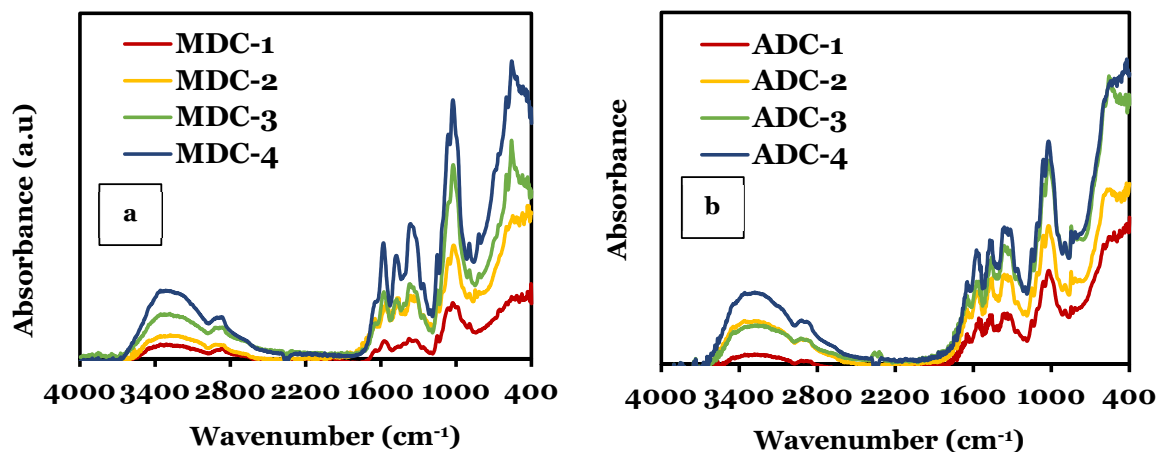 MDC-1
MDC-2
MDC-3
MDC-4
a
Absorbance (a.u)
4000 3400 2800 2200 1600 1000 400
Wavenumber (cm⁻¹)
ADC-1
ADC-2
ADC-3
ADC-4
b
Absorbance
4000 3400 2800 2200 1600 1000 400
Wavenumber (cm⁻¹)